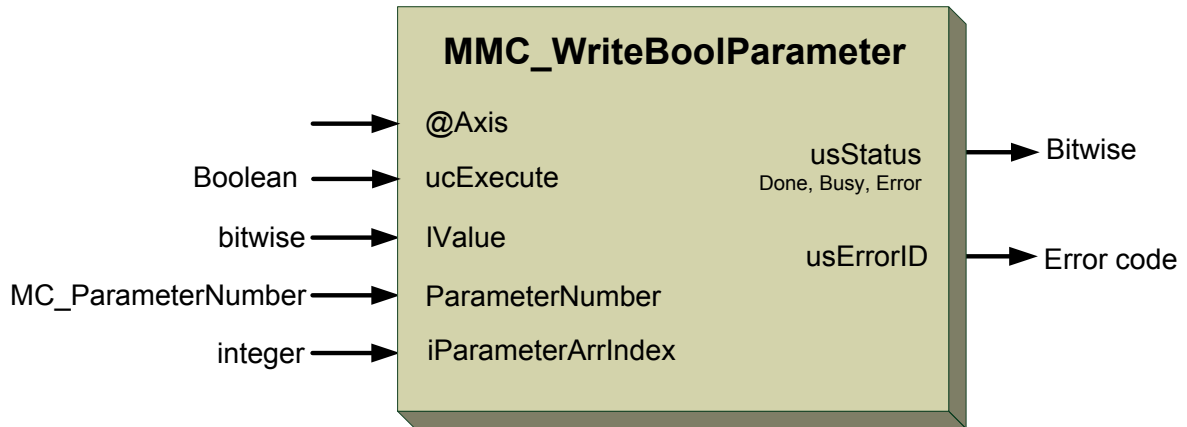 MMC_WriteBoolParameter
@Axis
Boolean ucExecute
bitwise lValue
MC_ParameterNumber ParameterNumber
integer iParameterArrIndex
usStatus Bitwise
Done, Busy, Error
usErrorID Error code